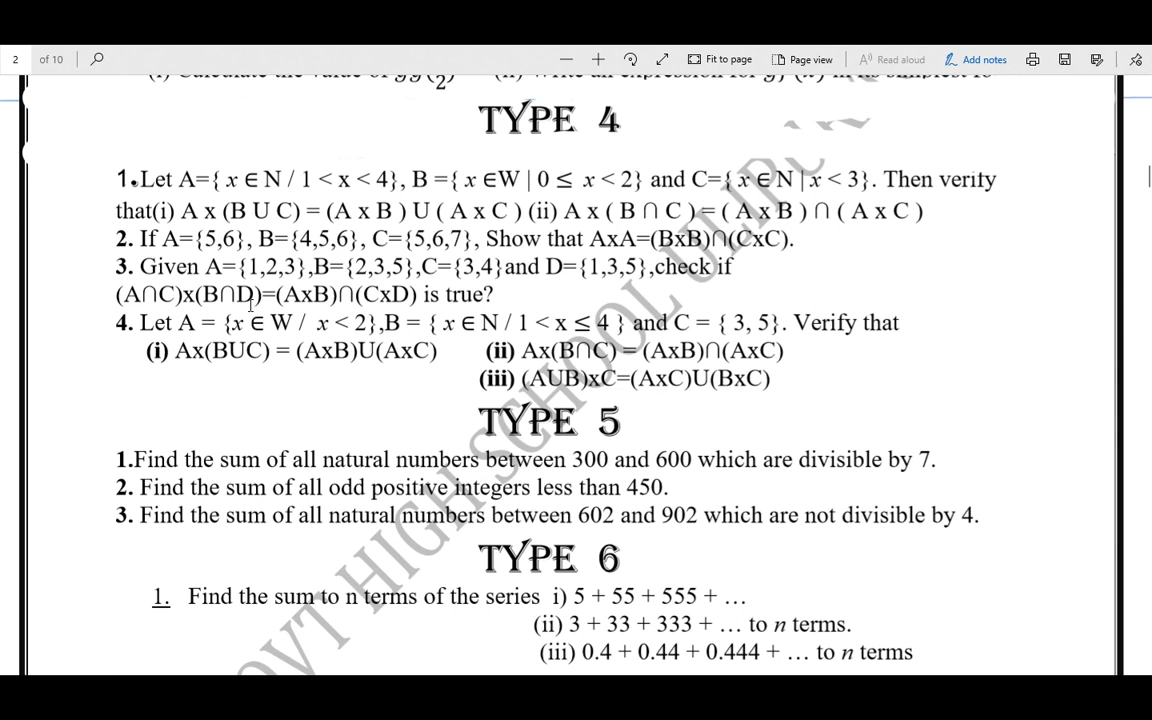 2 of 10 Fit to page Page view Read aloud Add notes
TYPE 4
1.Let A={ x ∈ N / 1 < x < 4}, B ={ x ∈W | 0 ≤ x < 2} and C={ x ∈ N | x < 3}. Then verity
that(i) A x (B U C) = (A x B ) U ( A x C ) (ii) A x ( B ∩ C ) = ( A x B ) ∩ ( A x C )
2. If A={5,6}, B={4,5,6}, C={5,6,7}, Show that AxA=(BxB)∩(CxC).
3. Given A={1,2,3},B={2,3,5},C={3,4}and D={1,3,5},check if
(A∩C)x(B∩D)=(AxB)∩(CxD) is true?
4. Let A = {x ∈ W / x < 2},B = { x ∈ N / 1 < x ≤ 4 } and C = { 3, 5}. Verify that
(i) Ax(BUC) = (AxB)U(AxC) (ii) Ax(B∩C) = (AxB)∩(AxC)
(iii) (AUB)xC=(AxC)U(BxC)
TYPE 5
1.Find the sum of all natural numbers between 300 and 600 which are divisible by 7.
2. Find the sum of all odd positive integers less than 450.
3. Find the sum of all natural numbers between 602 and 902 which are not divisible by 4.
TYPE 6
1. Find the sum to n terms of the series i) 5 + 55 + 555 + …
(ii) 3 + 33 + 333 + … to n terms.
(iii) 0.4 + 0.44 + 0.444 + … to n terms